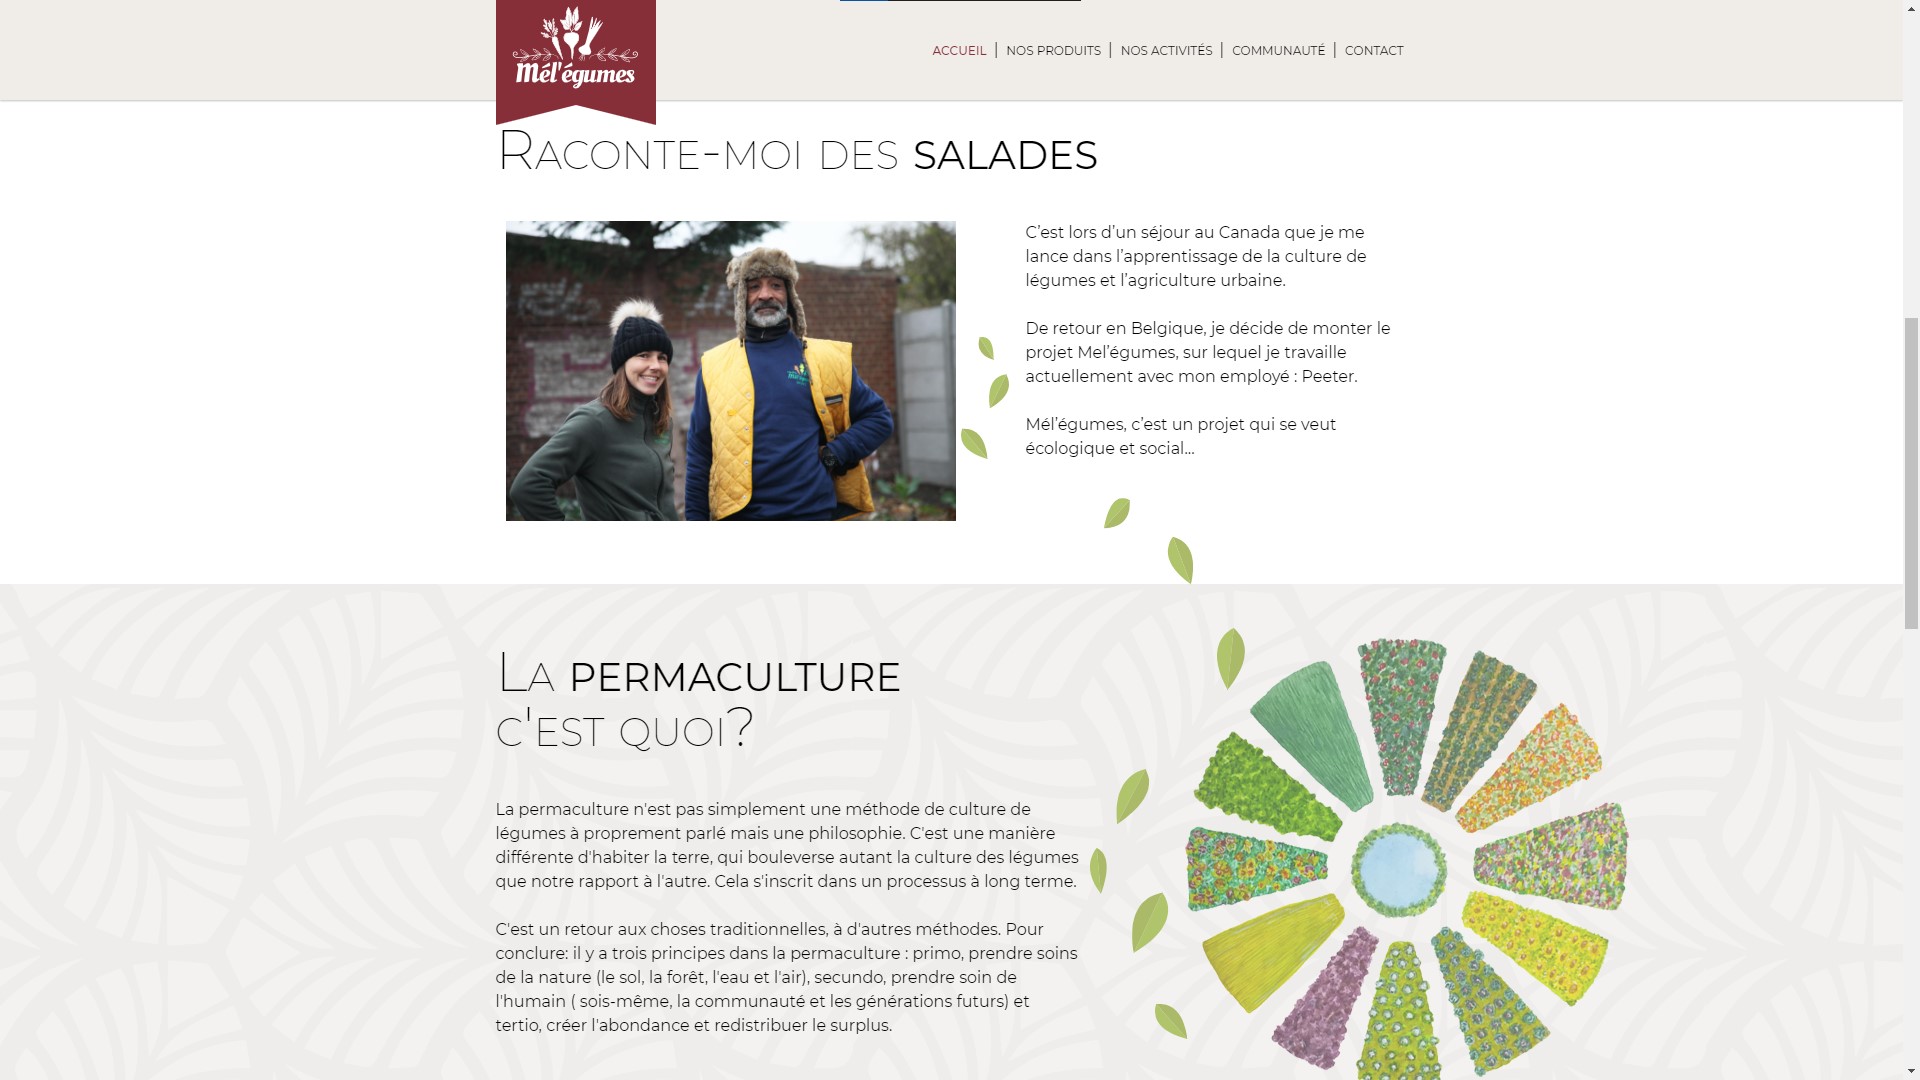 Mél'égumes
ACCUEIL | NOS PRODUITS | NOS ACTIVITÉS | COMMUNAUTÉ | CONTACT
Raconte-moi des salades
C’est lors d’un séjour au Canada que je me
lance dans l’apprentissage de la culture de
légumes et l’agriculture urbaine.
De retour en Belgique, je décide de monter le
projet Mel’égumes, sur lequel je travaille
actuellement avec mon employé : Peeter.
Mél’égumes, c’est un projet qui se veut
écologique et social...
La permaculture
c'est quoi?
La permaculture n'est pas simplement une méthode de culture de
légumes à proprement parlé mais une philosophie. C'est une manière
différente d'habiter la terre, qui bouleverse autant la culture des légumes
que notre rapport à l'autre. Cela s'inscrit dans un processus à long terme.
C'est un retour aux choses traditionnelles, à d'autres méthodes. Pour
conclure: il y a trois principes dans la permaculture : primo, prendre soins
de la nature (le sol, la forêt, l'eau et l'air), secundo, prendre soin de
l'humain ( sois-même, la communauté et les générations futurs) et
tertio, créer l'abondance et redistribuer le surplus.